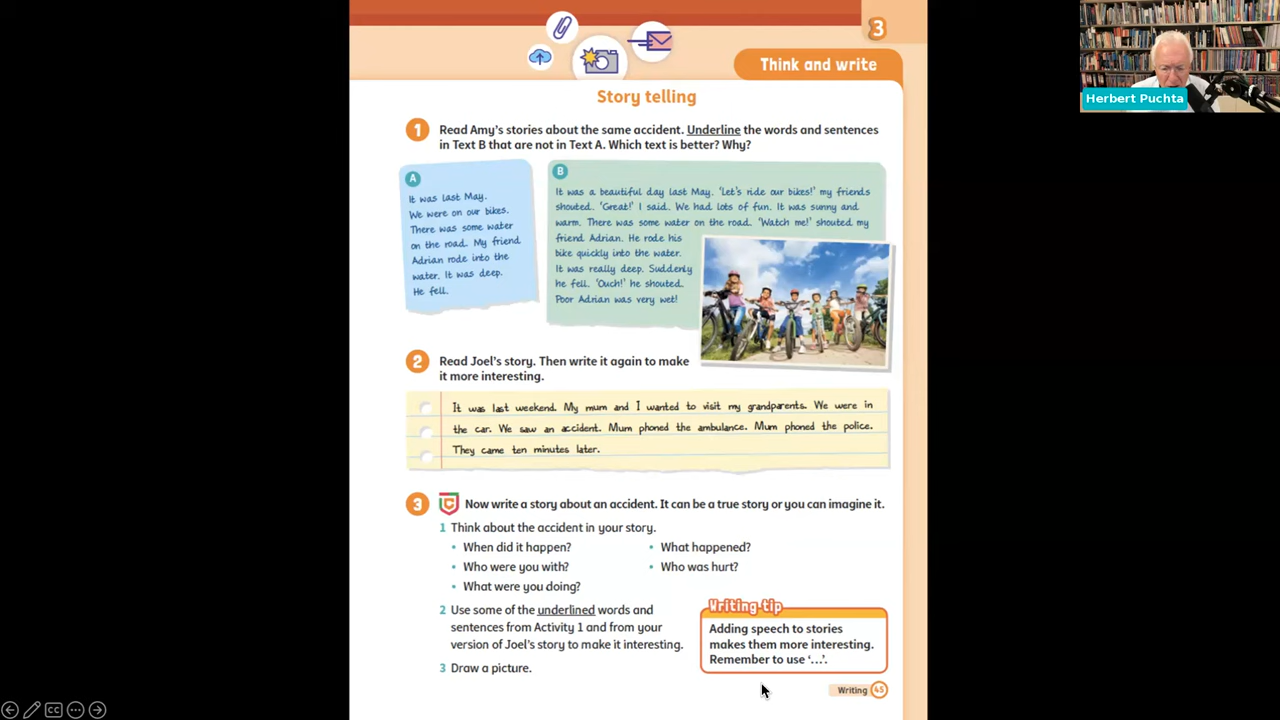 3
Think and write
Story telling
1
Read Amy's stories about the same accident. Underline the words and sentences
in Text B that are not in Text A. Which text is better? Why?
A
It was last May.
We were on our bikes.
There was some water
on the road. My friend
Adrian rode into the
water. It was deep.
He fell.
B
It was a beautiful day last May. 'Let's ride our bikes!' my friends
shouted. 'Great!' I said. We had lots of fun. It was sunny and
warm. There was some water on the road. 'Watch me!' shouted my
friend Adrian. He rode his
bike quickly into the water.
It was really deep. Suddenly
he fell. 'Ouch!' he shouted.
Poor Adrian was very wet!
2
Read Joel's story. Then write it again to make
it more interesting.
It was last weekend. My mum and I wanted to visit my grandparents. We were in
the car. We saw an accident. Mum phoned the ambulance. Mum phoned the police.
They came ten minutes later.
3
C
Now write a story about an accident. It can be a true story or you can imagine it.
1 Think about the accident in your story.
• When did it happen?
• Who were you with?
• What were you doing?
• What happened?
• Who was hurt?
2 Use some of the underlined words and
sentences from Activity 1 and from your
version of Joel's story to make it interesting.
3 Draw a picture.
Writing tip
Adding speech to stories
makes them more interesting.
Remember to use '...'.
Writing 45
Herbert Puchta
CC